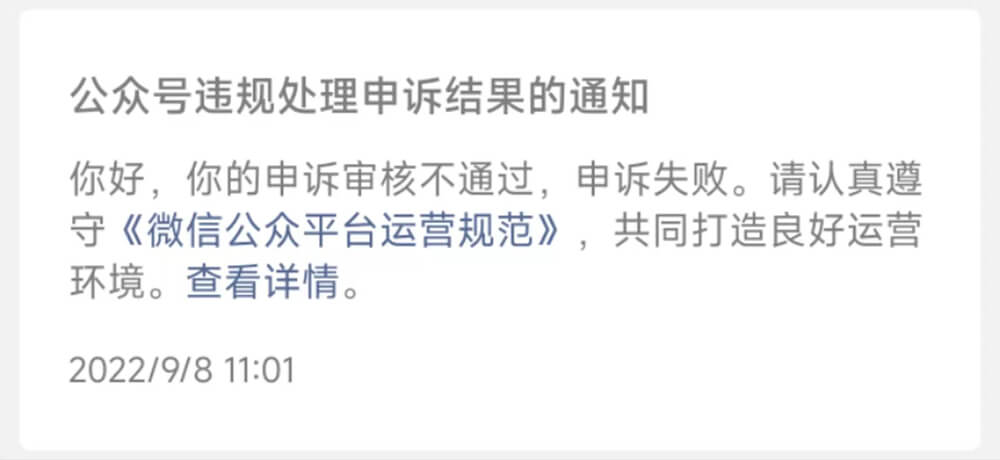 公众号违规处理申诉结果的通知
你好，你的申诉审核不通过，申诉失败。请认真遵
守《微信公众平台运营规范》，共同打造良好运营
环境。查看详情。
2022/9/8 11:01